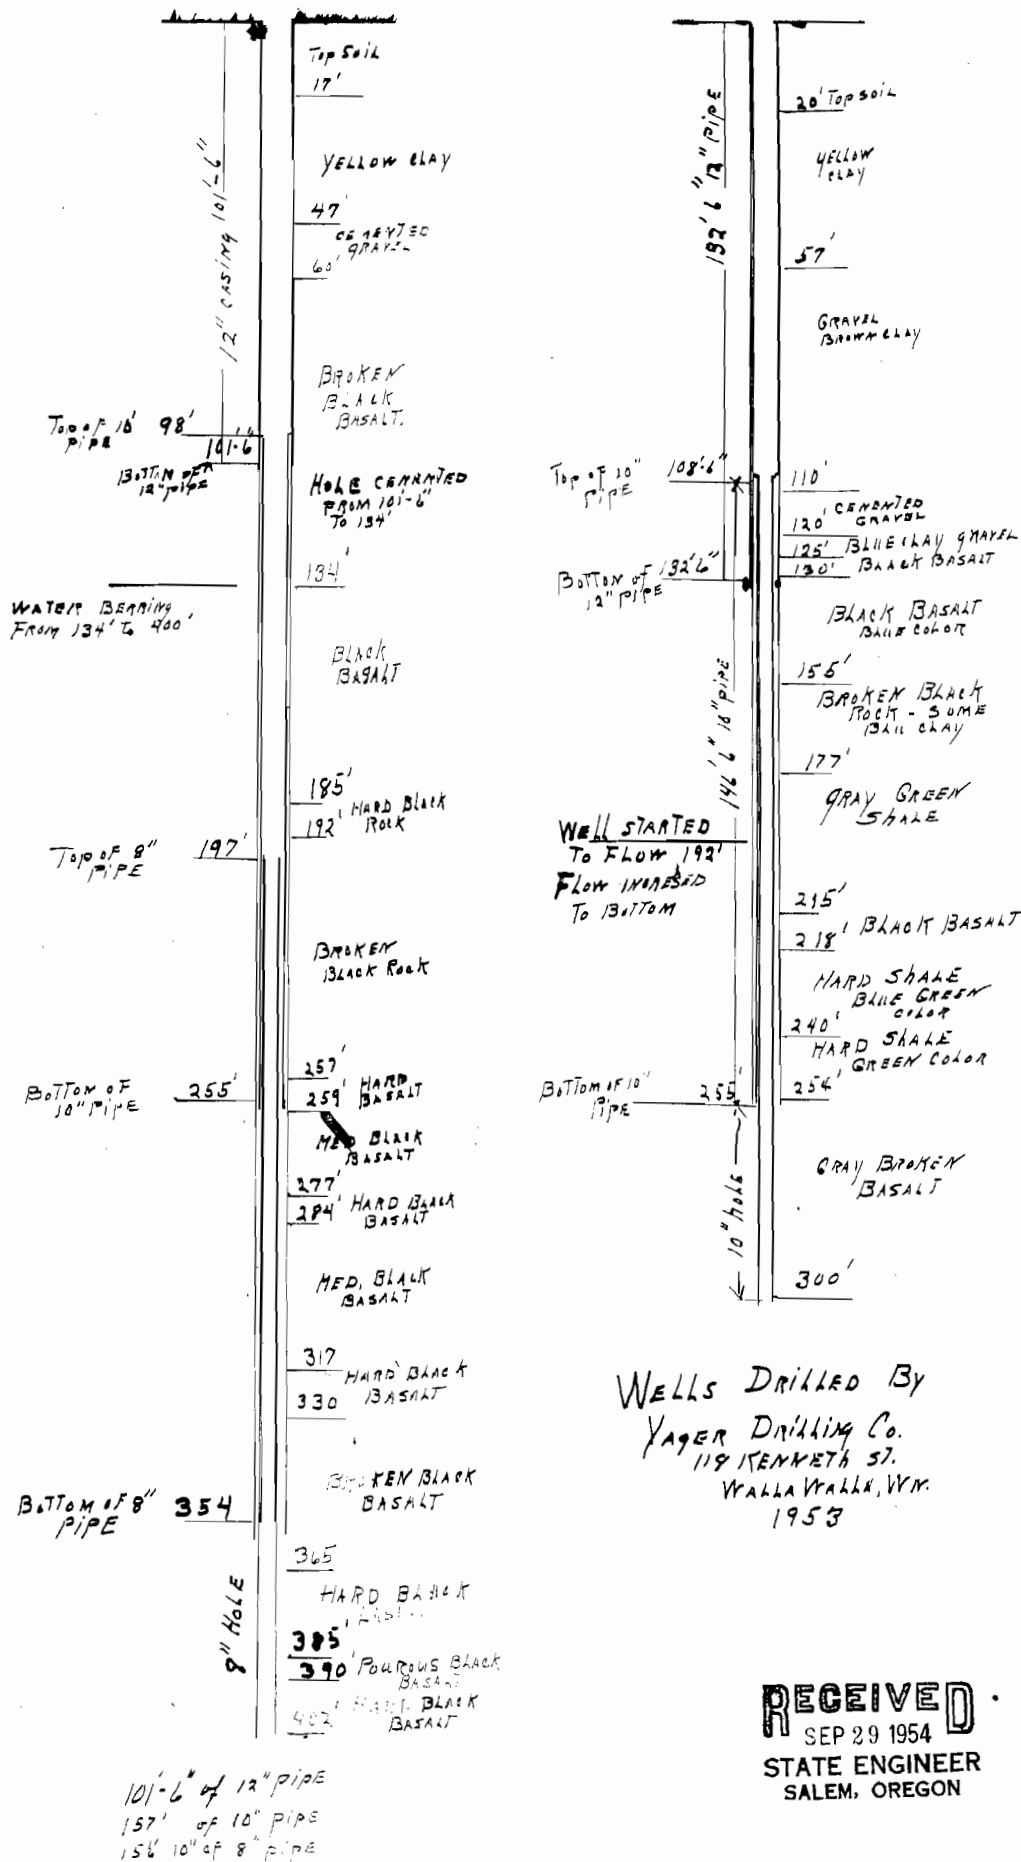 Top Soil
17'
YELLOW CLAY
47'
CEMENTED
GRAVEL
60'
12" CASING 101'-6"
BROKEN
BLACK
BASALT.
Top of 10'
PIPE
98'
101'-6"
BOTTOM OF
12" PIPE
HOLE CEMENTED
FROM 101'-6"
TO 134'
134'
WATER BEARING
FROM 134' To 400'
BLACK
BASALT
185'
192' HARD BLACK
ROCK
Top of 8"
PIPE
197'
BROKEN
BLACK ROCK
257'
259' HARD
BASALT
BOTTOM OF
10" PIPE
255'
MED BLACK
BASALT
277'
284' HARD BLACK
BASALT
MED. BLACK
BASALT
317
330
HARD BLACK
BASALT
BROKEN BLACK
BASALT
BOTTOM OF 8"
PIPE
354
365
HARD BLACK
8" HOLE
385'
390' POUROUS BLACK
BASALT
402' HARD BLACK
BASALT
101'-6" of 12" PIPE
157' of 10" PIPE
10" of 8" PIPE
20' Top soil
YELLOW
CLAY
132' 6" 12" PIPE
57'
GRAVEL
BROWN CLAY
Top of 10"
PIPE
108'-6"
110'
CEMENTED
GRAVEL
120'
125' BLUE CLAY GRAVEL
130' BLACK BASALT
BOTTOM of
12" PIPE
132' 6"
BLACK BASALT
BLUE COLOR
155'
BROKEN BLACK
ROCK - SOME
BLUE CLAY
146' 6" 10" PIPE
177'
GRAY GREEN
SHALE
WELL STARTED
To FLOW 192'
FLOW INCRESED
To BOTTOM
215'
218' BLACK BASALT
HARD SHALE
BLUE GREEN
COLOR
240'
HARD SHALE
GREEN COLOR
254'
BOTTOM OF 10"
PIPE
255'
GRAY BROKEN
BASALT
10" HOLE
300'
WELLS DRILLED By
YAGER DRILLING Co.
119 KENNETH ST.
WALLA WALLA, WN.
1953
RECEIVED
SEP 29 1954
STATE ENGINEER
SALEM, OREGON